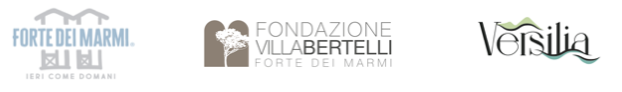 FORTE DEI MARMI
IERI COME DOMANI
FONDAZIONE
VILLABERTELLI
FORTE DEI MARMI
Versilia